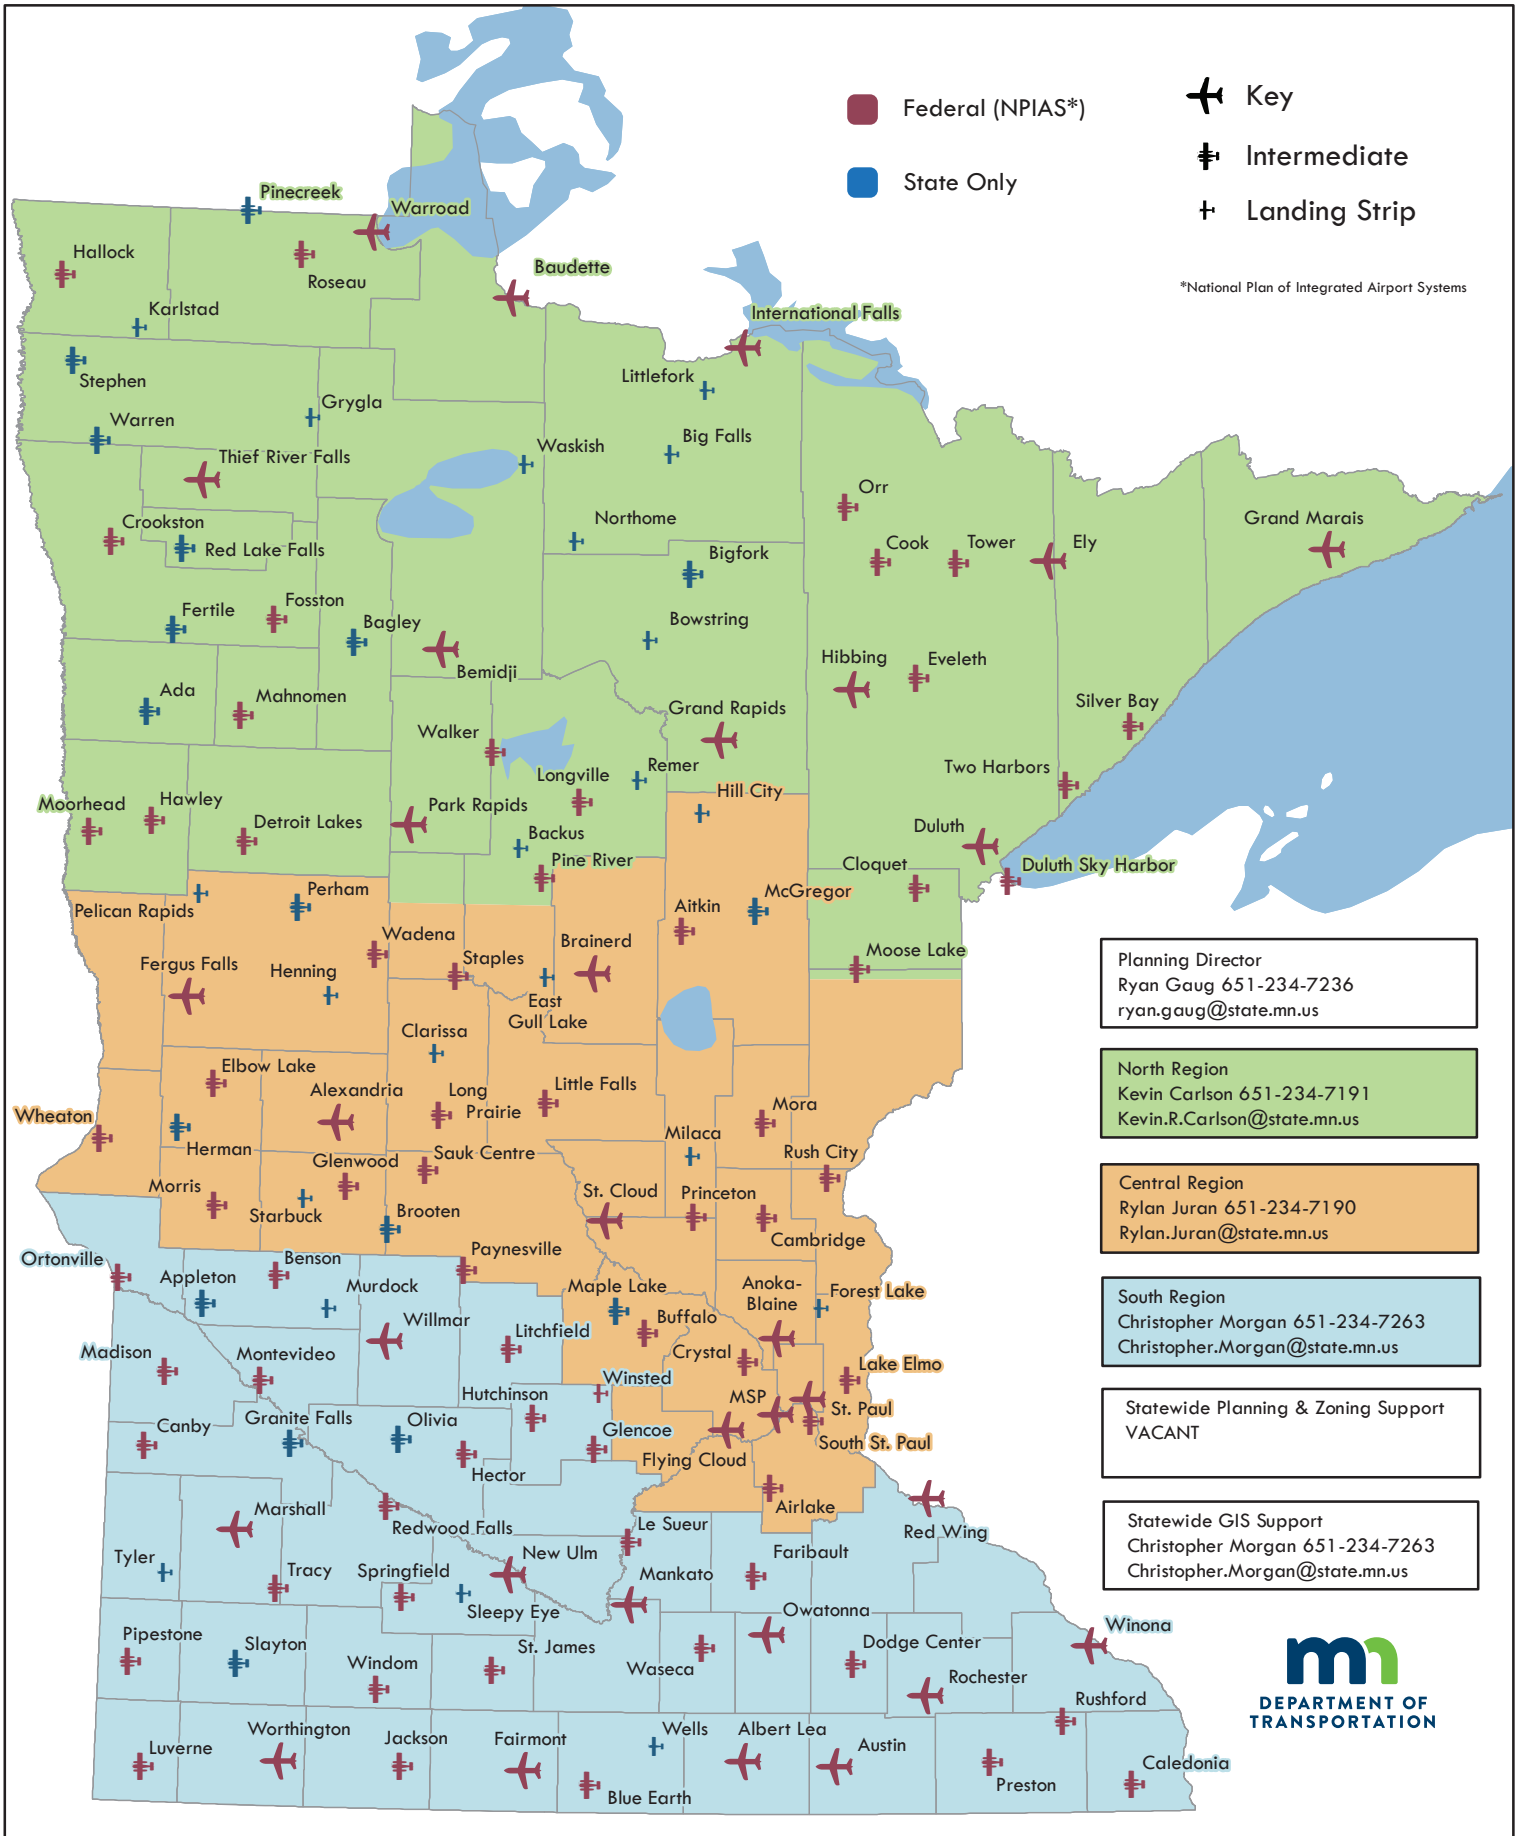 Federal (NPIAS*)
State Only
Key
Intermediate
Landing Strip
*National Plan of Integrated Airport Systems
Pinecreek
Warroad
Hallock
Roseau
Baudette
Karlstad
International Falls
Stephen
Littlefork
Grygla
Warren
Big Falls
Waskish
Thief River Falls
Orr
Crookston
Northome
Grand Marais
Red Lake Falls
Bigfork
Cook
Tower
Ely
Fosston
Fertile
Bagley
Bowstring
Bemidji
Hibbing
Eveleth
Ada
Mahnomen
Silver Bay
Grand Rapids
Walker
Remer
Two Harbors
Longville
Hill City
Moorhead
Hawley
Park Rapids
Detroit Lakes
Backus
Duluth
Pine River
Cloquet
Duluth Sky Harbor
Perham
McGregor
Pelican Rapids
Aitkin
Wadena
Brainerd
Moose Lake
Staples
Fergus Falls
Henning
East
Gull Lake
Clarissa
Elbow Lake
Alexandria
Long
Prairie
Little Falls
Wheaton
Mora
Herman
Milaca
Rush City
Glenwood
Sauk Centre
Morris
St. Cloud
Princeton
Starbuck
Brooten
Cambridge
Paynesville
Ortonville
Benson
Appleton
Murdock
Maple Lake
Anoka-
Blaine
Forest Lake
Willmar
Buffalo
Litchfield
Madison
Montevideo
Crystal
Lake Elmo
Winsted
Hutchinson
MSP
St. Paul
Canby
Granite Falls
Olivia
Glencoe
South St. Paul
Flying Cloud
Hector
Airlake
Marshall
Redwood Falls
Le Sueur
Red Wing
Tyler
New Ulm
Faribault
Tracy
Springfield
Mankato
Sleepy Eye
Owatonna
Pipestone
Slayton
St. James
Dodge Center
Winona
Windom
Waseca
Rochester
Rushford
Worthington
Jackson
Fairmont
Wells
Albert Lea
Austin
Luverne
Blue Earth
Preston
Caledonia
Planning Director
Ryan Gaug 651-234-7236
ryan.gaug@state.mn.us
North Region
Kevin Carlson 651-234-7191
Kevin.R.Carlson@state.mn.us
Central Region
Rylan Juran 651-234-7190
Rylan.Juran@state.mn.us
South Region
Christopher Morgan 651-234-7263
Christopher.Morgan@state.mn.us
Statewide Planning & Zoning Support
VACANT
Statewide GIS Support
Christopher Morgan 651-234-7263
Christopher.Morgan@state.mn.us
mn
DEPARTMENT OF
TRANSPORTATION